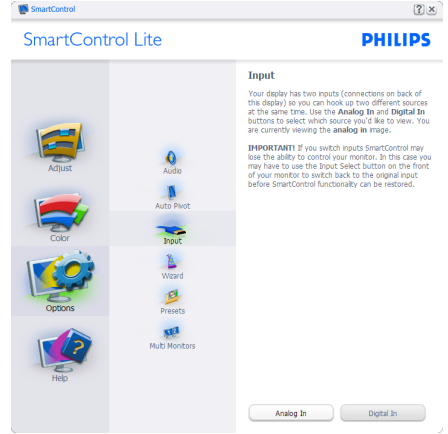 SmartControl
SmartControl Lite
PHILIPS
Adjust
Color
Options
Help
Audio
Auto Pivot
Input
Wizard
Presets
Multi Monitors
Input
Your display has two inputs (connections on back of
this display) so you can hook up two different sources
at the same time. Use the Analog In and Digital In
buttons to select which source you'd like to view. You
are currently viewing the analog in image.
IMPORTANT! If you switch inputs SmartControl may
lose the ability to control your monitor. In this case you
may have to use the Input Select button on the front
of your monitor to switch back to the original input
before SmartControl functionality can be restored.
Analog In
Digital In